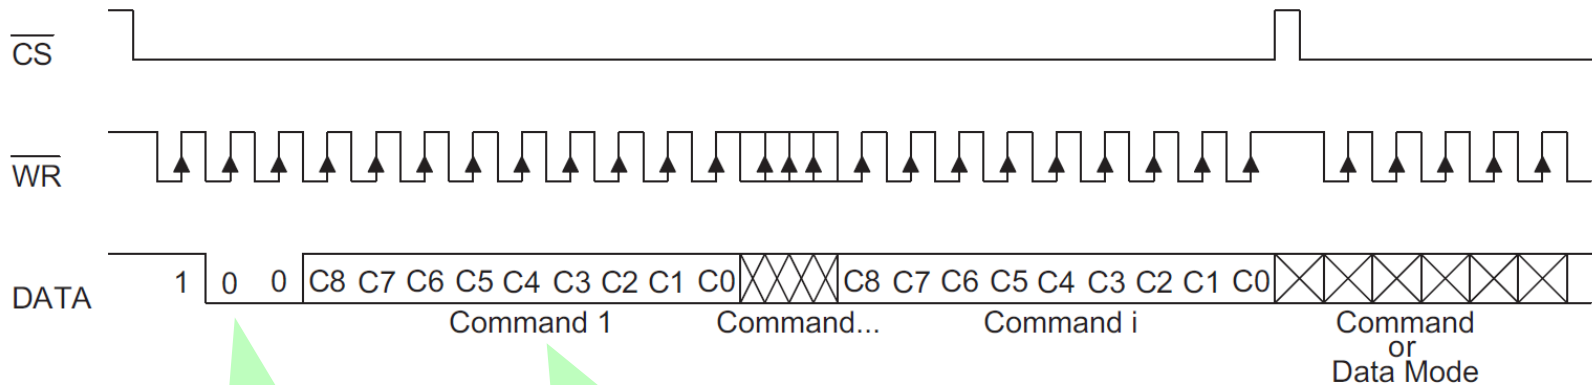 CS
WR
DATA
1 0 0 C8 C7 C6 C5 C4 C3 C2 C1 C0 C8 C7 C6 C5 C4 C3 C2 C1 C0
Command 1 Command... Command i Command
or
Data Mode